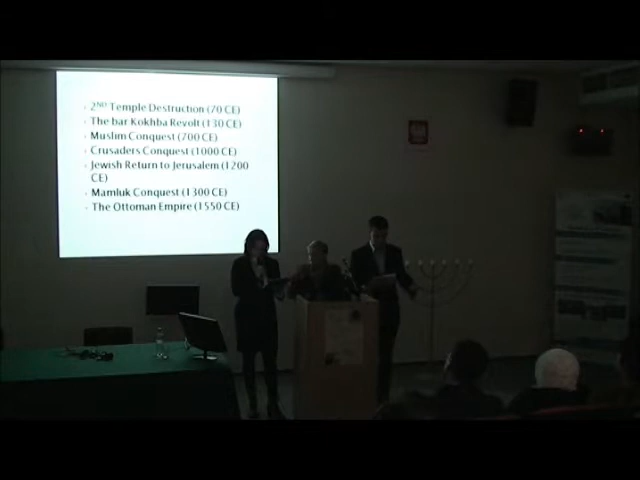 - 2ND Temple Destruction (70 CE)
- The bar Kokhba Revolt (130 CE)
- Muslim Conquest (700 CE)
- Crusaders Conquest (1000 CE)
- Jewish Return to Jerusalem (1200
CE)
- Mamluk Conquest (1300 CE)
- The Ottoman Empire (1550 CE)